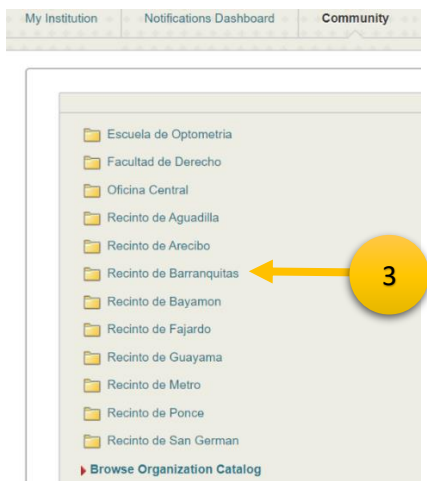 My Institution Notifications Dashboard Community
Escuela de Optometria
Facultad de Derecho
Oficina Central
Recinto de Aguadilla
Recinto de Arecibo
Recinto de Barranquitas
3
Recinto de Bayamon
Recinto de Fajardo
Recinto de Guayama
Recinto de Metro
Recinto de Ponce
Recinto de San German
Browse Organization Catalog